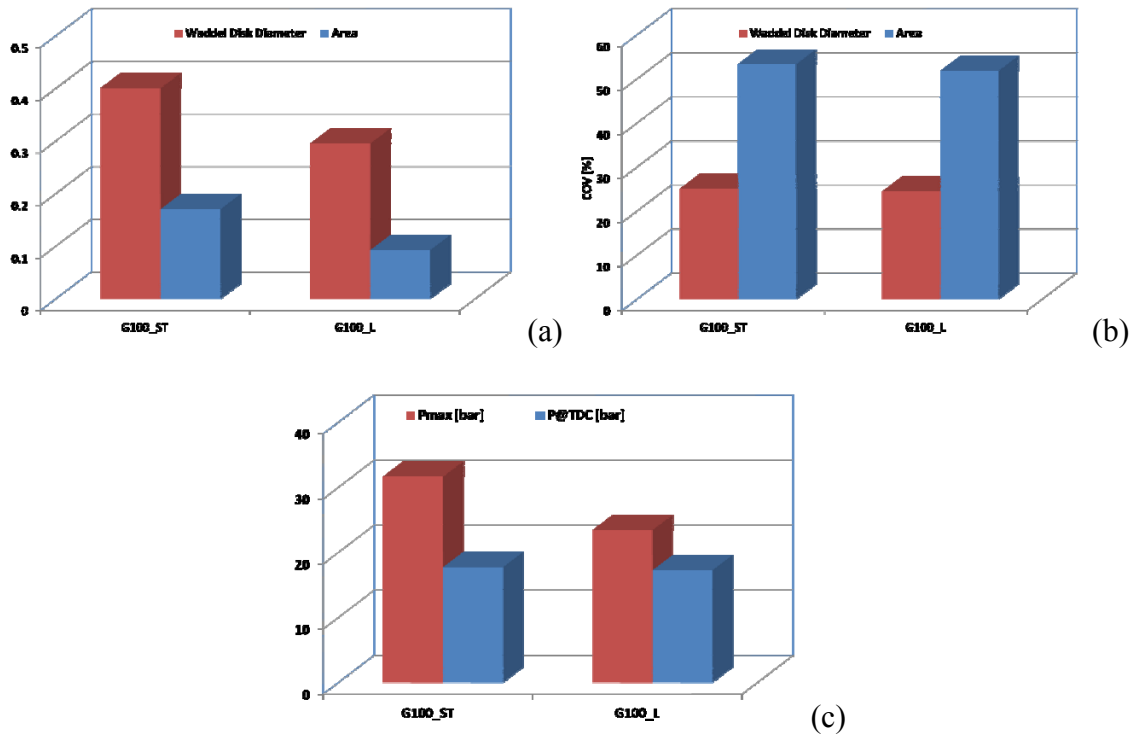 Waddel Disk Diameter Area
0.5
0.4
0.3
0.2
0.1
0
G100_ST G100_L
(a)
Waddel Disk Diameter Area
60
50
40
30
20
10
0
COV [%]
G100_ST G100_L
(b)
Pmax [bar] P@TDC [bar]
40
30
20
10
0
G100_ST G100_L
(c)